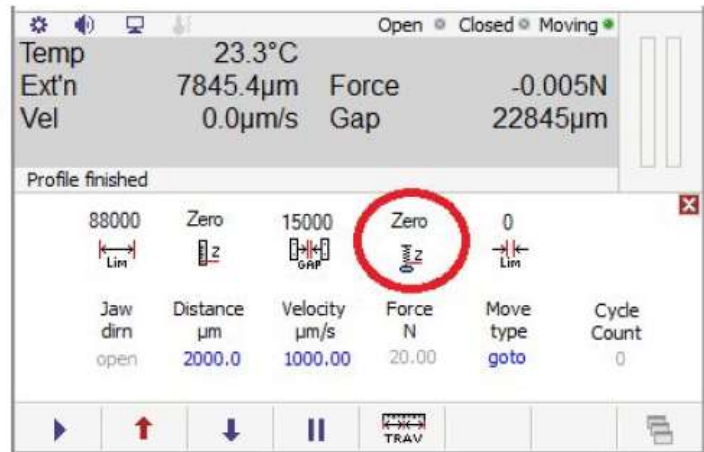 Open Closed Moving
Temp 23.3°C
Ext'n 7845.4µm Force -0.005N
Vel 0.0µm/s Gap 22845µm
Profile finished
88000 Zero 15000 Zero 0
LIM Z GAP Z LIM
Jaw Distance Velocity Force Move Cycle
dirn µm µm/s N type Count
open 2000.0 1000.00 20.00 goto 0
TRAV